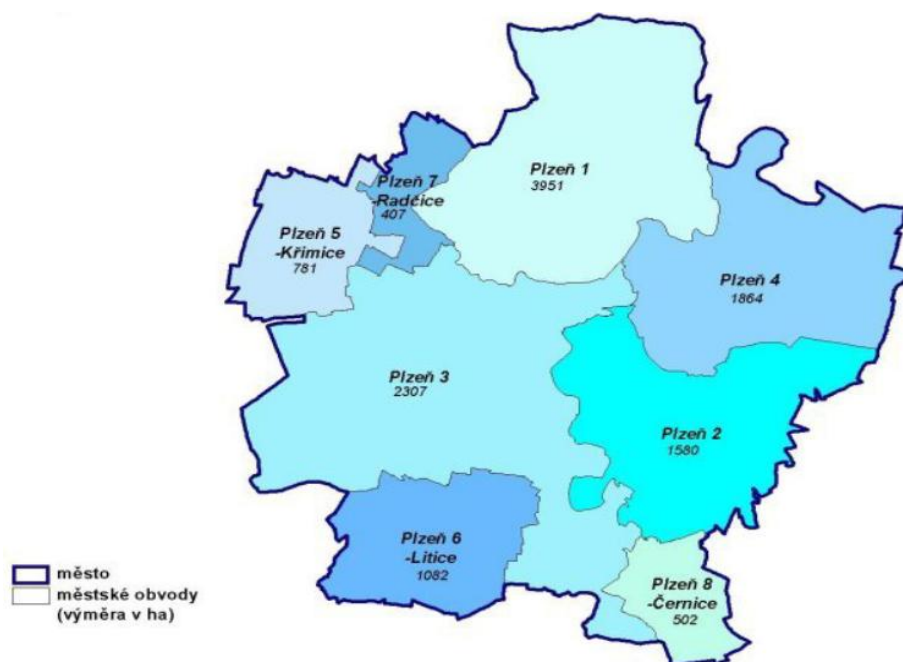 Plzeň 1
3951
Plzeň 7
-Radčice
407
Plzeň 5
-Křimice
781
Plzeň 4
1864
Plzeň 3
2307
Plzeň 2
1580
Plzeň 6
-Litice
1082
Plzeň 8
-Černice
502
město
městské obvody
(výměra v ha)